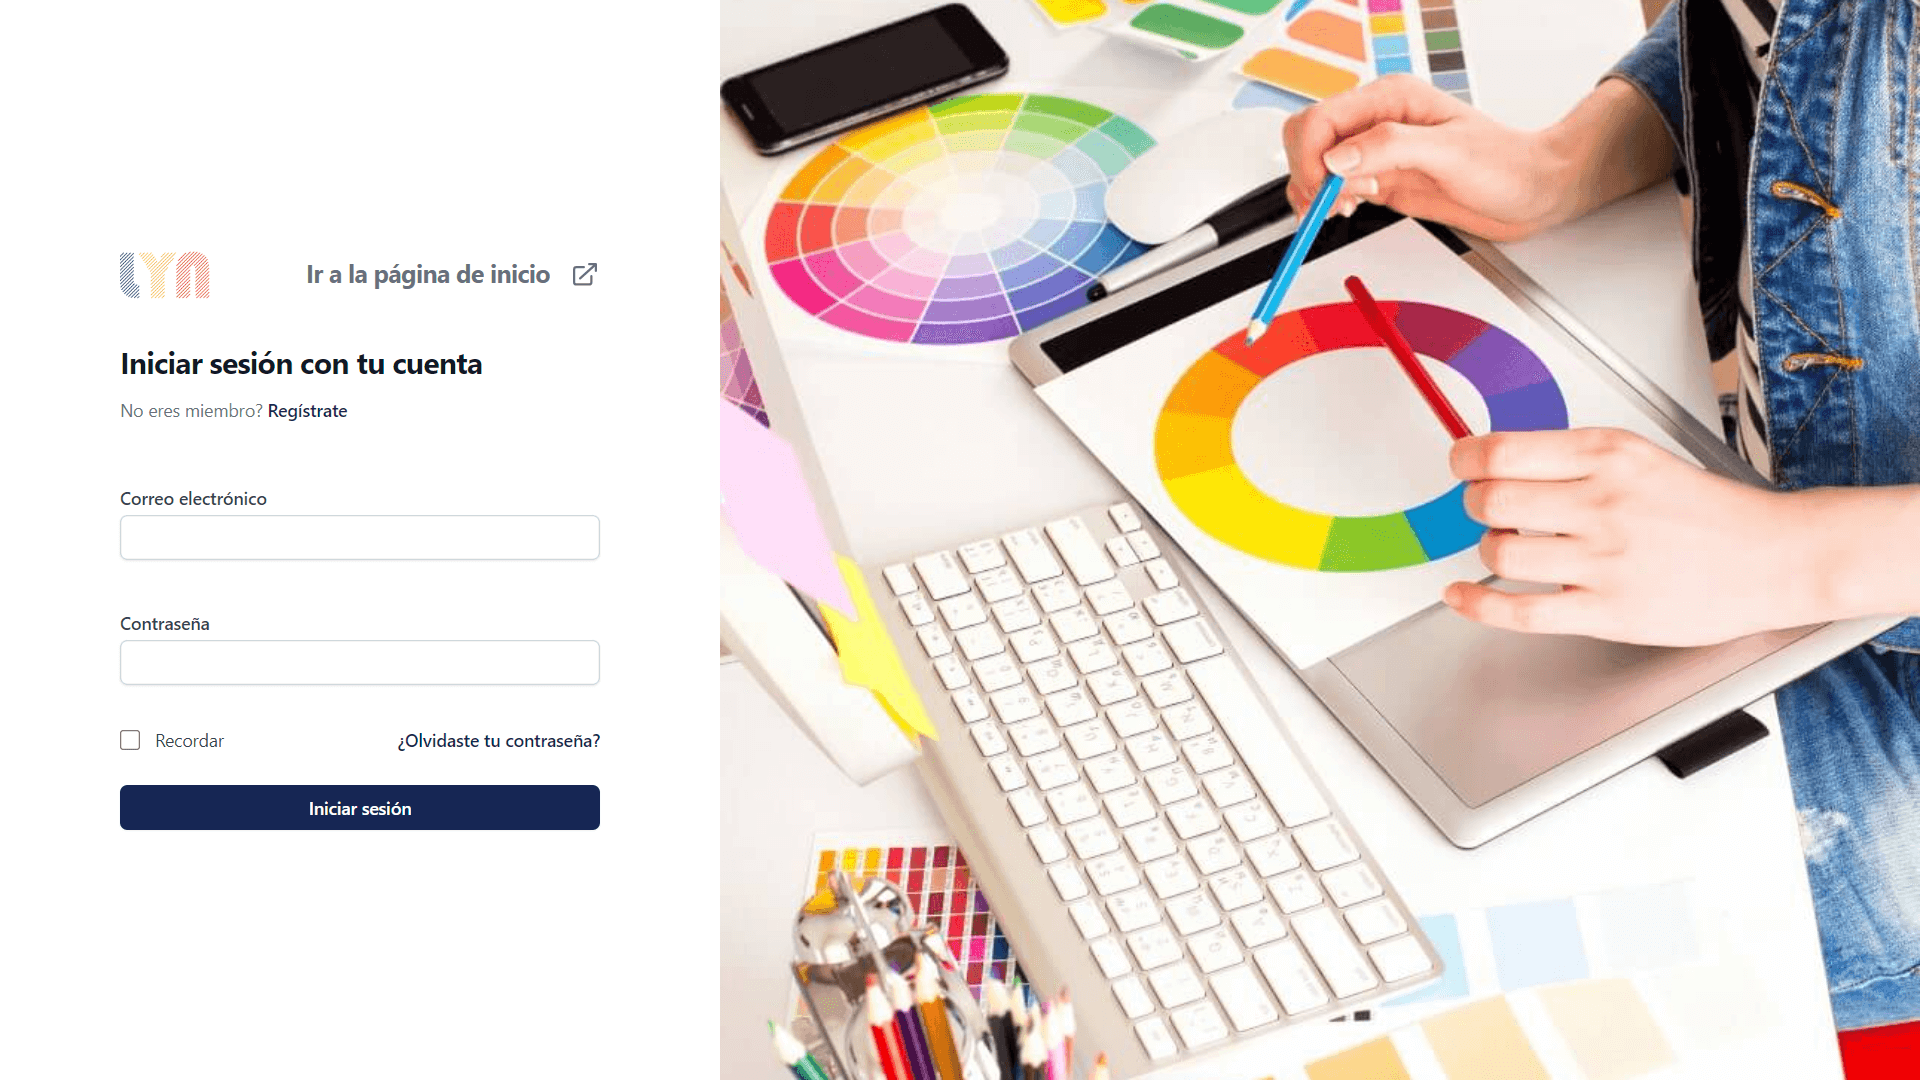 LYN
Ir a la página de inicio
Iniciar sesión con tu cuenta
No eres miembro? Regístrate
Correo electrónico
Contraseña
Recordar
¿Olvidaste tu contraseña?
Iniciar sesión